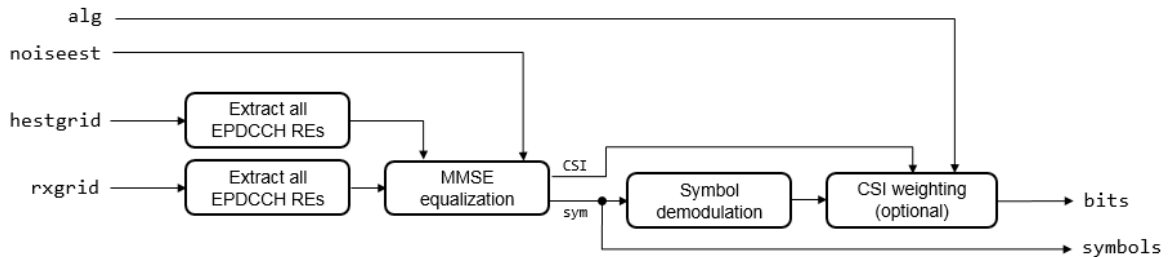 alg
noiseest
hestgrid
Extract all
EPDCCH REs
rxgrid
Extract all
EPDCCH REs
MMSE
equalization
CSI
sym
Symbol
demodulation
CSI weighting
(optional)
bits
symbols